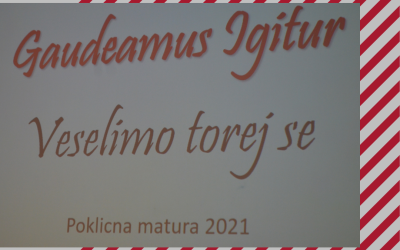 Gaudeamus Igitur
Veselimo torej se
Poklicna matura 2021